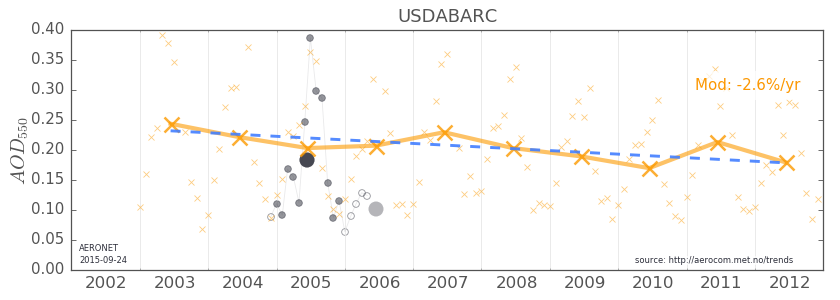 USDABARC
0.40
0.35
0.30
0.25
0.20
0.15
0.10
0.05
0.00
AOD550
Mod: -2.6%/yr
AERONET
2015-09-24
source: http://aerocom.met.no/trends
2002 2003 2004 2005 2006 2007 2008 2009 2010 2011 2012